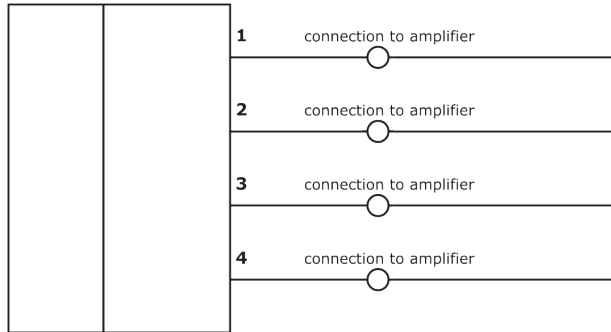 1 connection to amplifier
2 connection to amplifier
3 connection to amplifier
4 connection to amplifier